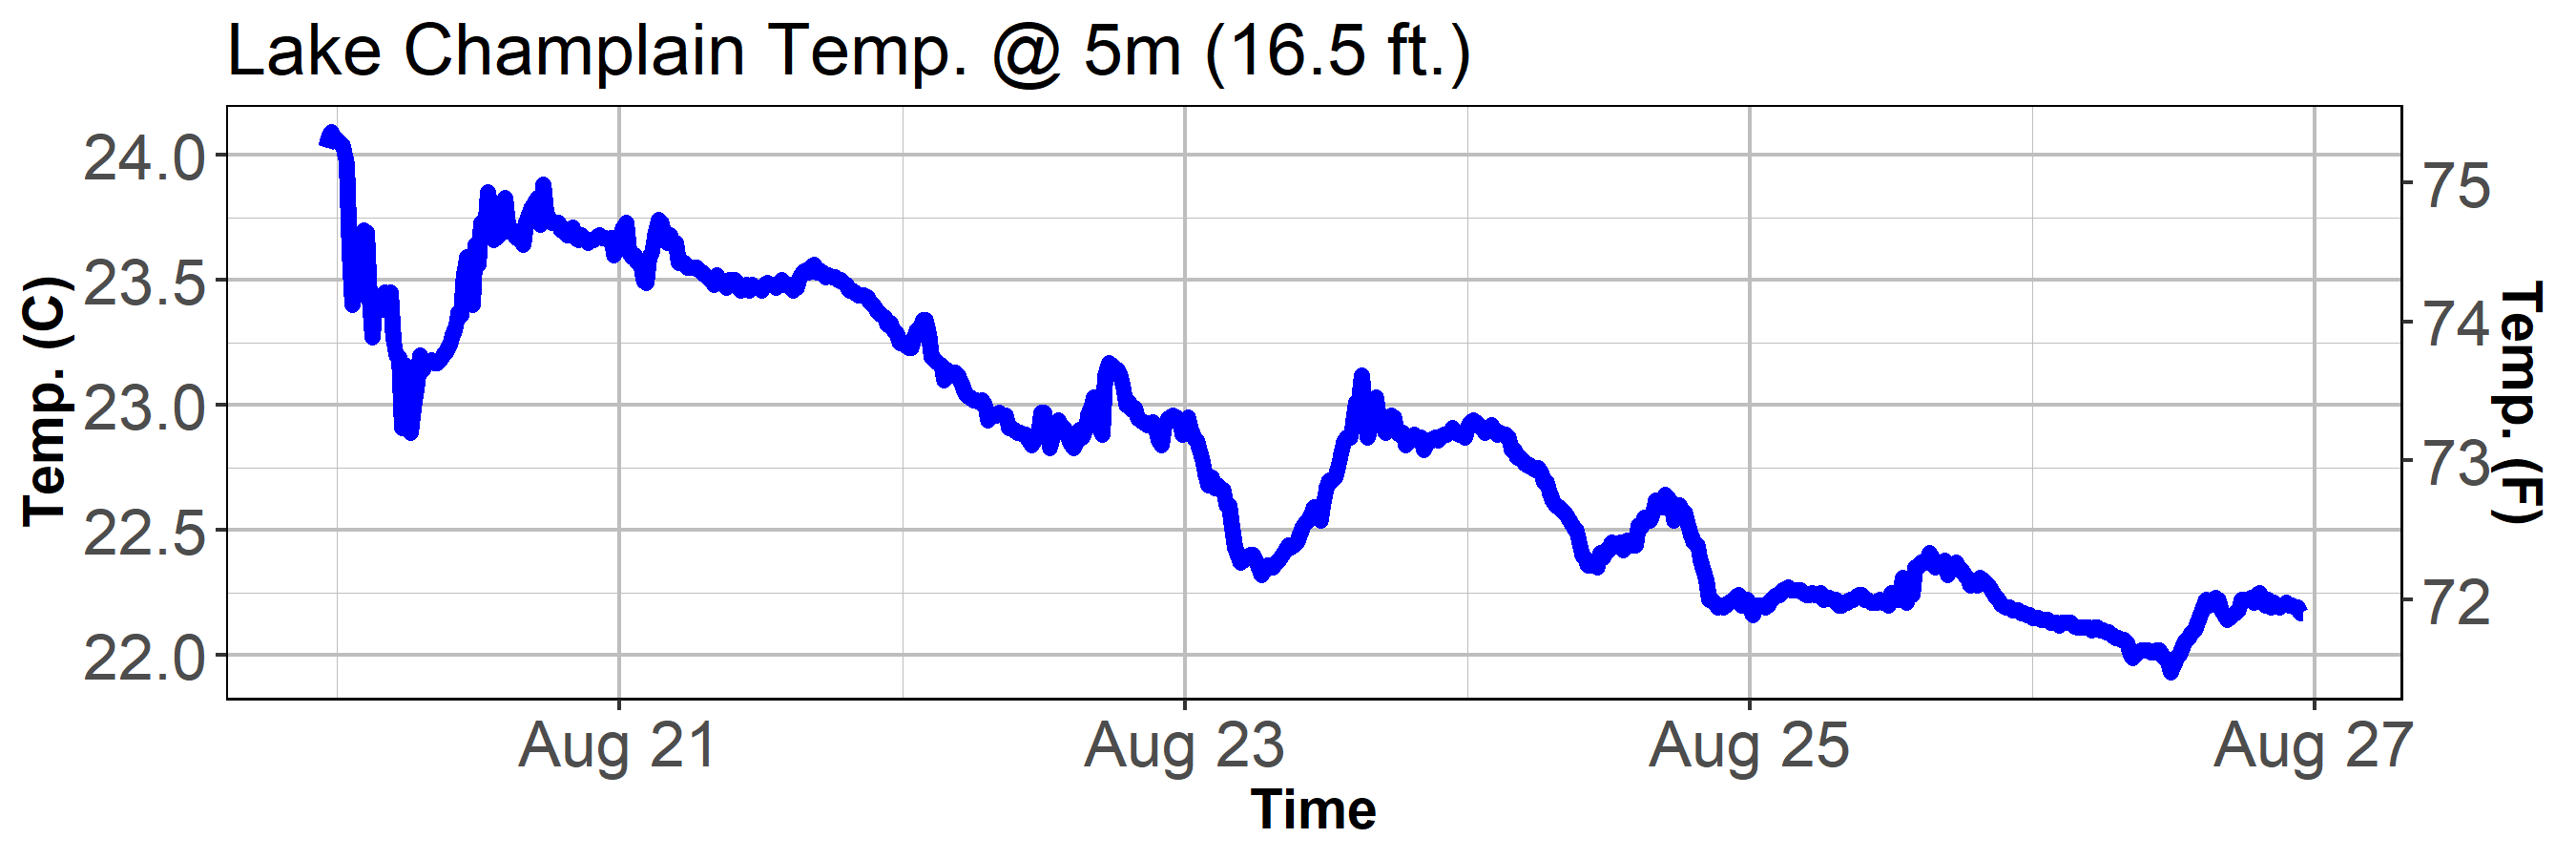 Lake Champlain Temp. @ 5m (16.5 ft.)
Temp. (C)
24.0
23.5
23.0
22.5
22.0
75
74
73
72
Temp. (F)
Aug 21
Aug 23
Aug 25
Aug 27
Time